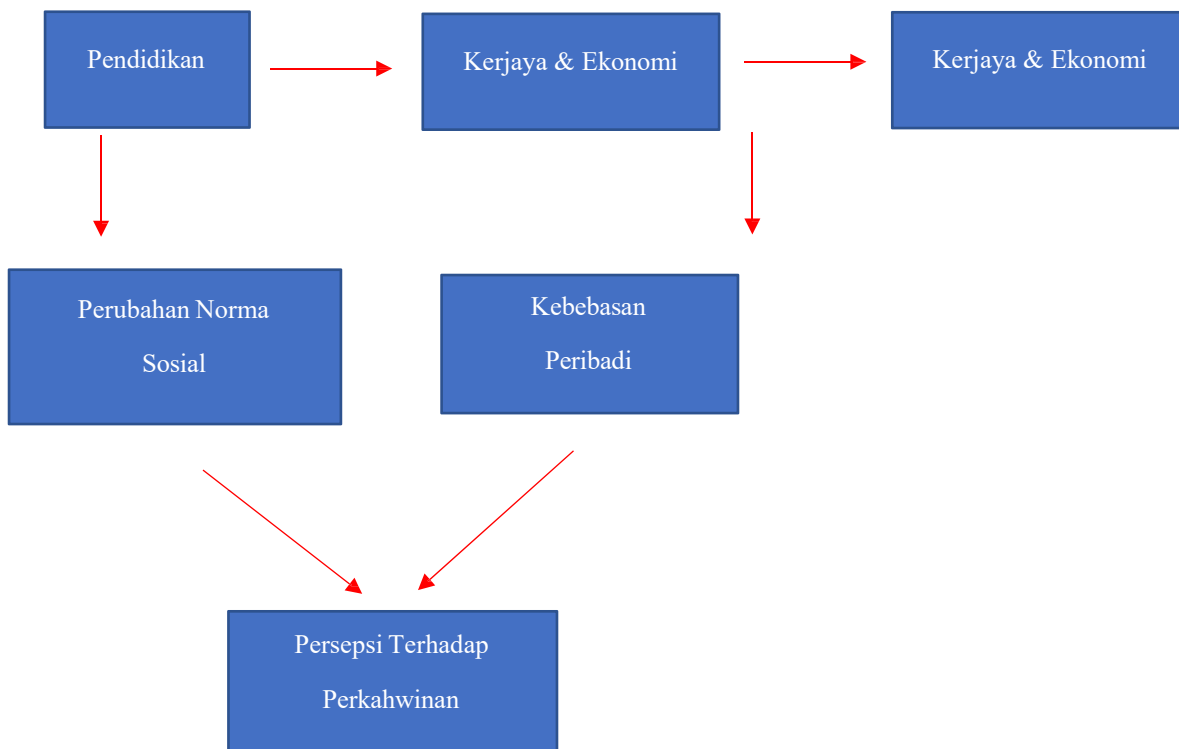 Pendidikan
Kerjaya & Ekonomi
Kerjaya & Ekonomi
Perubahan Norma
Sosial
Kebebasan
Peribadi
Persepsi Terhadap
Perkahwinan